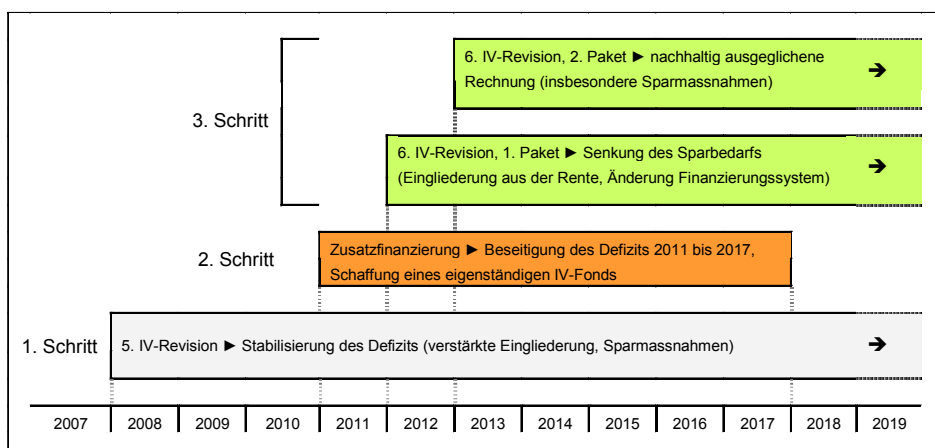 6. IV-Revision, 2. Paket ► nachhaltig ausgeglichene
Rechnung (insbesondere Sparmassnahmen)
➔
3. Schritt
6. IV-Revision, 1. Paket ► Senkung des Sparbedarfs
(Eingliederung aus der Rente, Änderung Finanzierungssystem)
➔
2. Schritt
Zusatzfinanzierung ► Beseitigung des Defizits 2011 bis 2017,
Schaffung eines eigenständigen IV-Fonds
1. Schritt
5. IV-Revision ► Stabilisierung des Defizits (verstärkte Eingliederung, Sparmassnahmen)
➔
2007 2008 2009 2010 2011 2012 2013 2014 2015 2016 2017 2018 2019